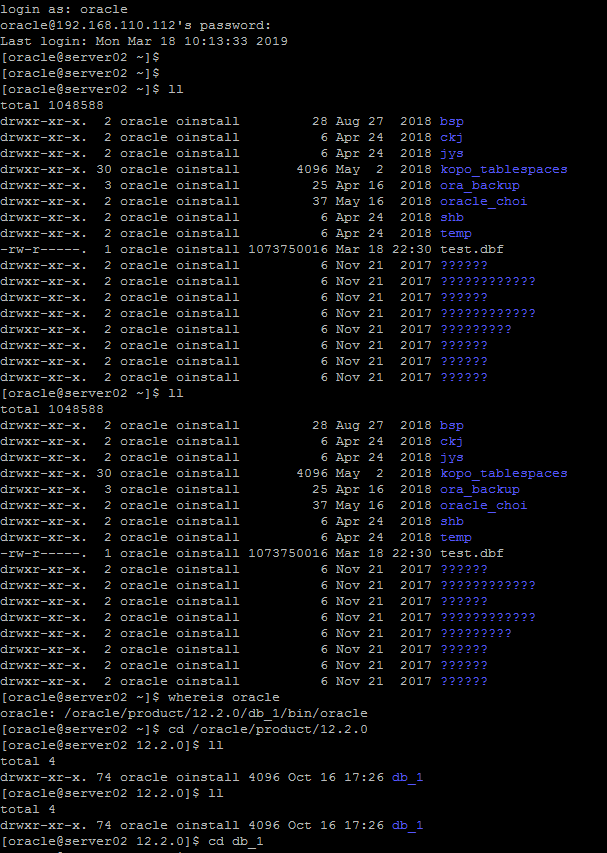 login as: oracle
oracle@192.168.110.112's password:
Last login: Mon Mar 18 10:13:33 2019
[oracle@server02 ~]$
[oracle@server02 ~]$
[oracle@server02 ~]$ ll
total 1048588
drwxr-xr-x.  2 oracle oinstall         28 Aug 27  2018 bsp
drwxr-xr-x.  2 oracle oinstall          6 Apr 24  2018 ckj
drwxr-xr-x.  2 oracle oinstall          6 Apr 24  2018 jys
drwxr-xr-x. 30 oracle oinstall       4096 May  2  2018 kopo_tablespaces
drwxr-xr-x.  3 oracle oinstall         25 Apr 16  2018 ora_backup
drwxr-xr-x.  2 oracle oinstall         37 May 16  2018 oracle_choi
drwxr-xr-x.  2 oracle oinstall          6 Apr 24  2018 shb
drwxr-xr-x.  2 oracle oinstall          6 Apr 24  2018 temp
-rw-r-----.  1 oracle oinstall 1073750016 Mar 18 22:30 test.dbf
drwxr-xr-x.  2 oracle oinstall          6 Nov 21  2017 ??????
drwxr-xr-x.  2 oracle oinstall          6 Nov 21  2017 ????????????
drwxr-xr-x.  2 oracle oinstall          6 Nov 21  2017 ??????
drwxr-xr-x.  2 oracle oinstall          6 Nov 21  2017 ????????????
drwxr-xr-x.  2 oracle oinstall          6 Nov 21  2017 ?????????
drwxr-xr-x.  2 oracle oinstall          6 Nov 21  2017 ??????
drwxr-xr-x.  2 oracle oinstall          6 Nov 21  2017 ??????
drwxr-xr-x.  2 oracle oinstall          6 Nov 21  2017 ??????
[oracle@server02 ~]$ ll
total 1048588
drwxr-xr-x.  2 oracle oinstall         28 Aug 27  2018 bsp
drwxr-xr-x.  2 oracle oinstall          6 Apr 24  2018 ckj
drwxr-xr-x.  2 oracle oinstall          6 Apr 24  2018 jys
drwxr-xr-x. 30 oracle oinstall       4096 May  2  2018 kopo_tablespaces
drwxr-xr-x.  3 oracle oinstall         25 Apr 16  2018 ora_backup
drwxr-xr-x.  2 oracle oinstall         37 May 16  2018 oracle_choi
drwxr-xr-x.  2 oracle oinstall          6 Apr 24  2018 shb
drwxr-xr-x.  2 oracle oinstall          6 Apr 24  2018 temp
-rw-r-----.  1 oracle oinstall 1073750016 Mar 18 22:30 test.dbf
drwxr-xr-x.  2 oracle oinstall          6 Nov 21  2017 ??????
drwxr-xr-x.  2 oracle oinstall          6 Nov 21  2017 ????????????
drwxr-xr-x.  2 oracle oinstall          6 Nov 21  2017 ??????
drwxr-xr-x.  2 oracle oinstall          6 Nov 21  2017 ????????????
drwxr-xr-x.  2 oracle oinstall          6 Nov 21  2017 ?????????
drwxr-xr-x.  2 oracle oinstall          6 Nov 21  2017 ??????
drwxr-xr-x.  2 oracle oinstall          6 Nov 21  2017 ??????
drwxr-xr-x.  2 oracle oinstall          6 Nov 21  2017 ??????
[oracle@server02 ~]$ whereis oracle
oracle: /oracle/product/12.2.0/db_1/bin/oracle
[oracle@server02 ~]$ cd /oracle/product/12.2.0
[oracle@server02 12.2.0]$ ll
total 4
drwxr-xr-x. 74 oracle oinstall 4096 Oct 16 17:26 db_1
[oracle@server02 12.2.0]$ ll
total 4
drwxr-xr-x. 74 oracle oinstall 4096 Oct 16 17:26 db_1
[oracle@server02 12.2.0]$ cd db_1